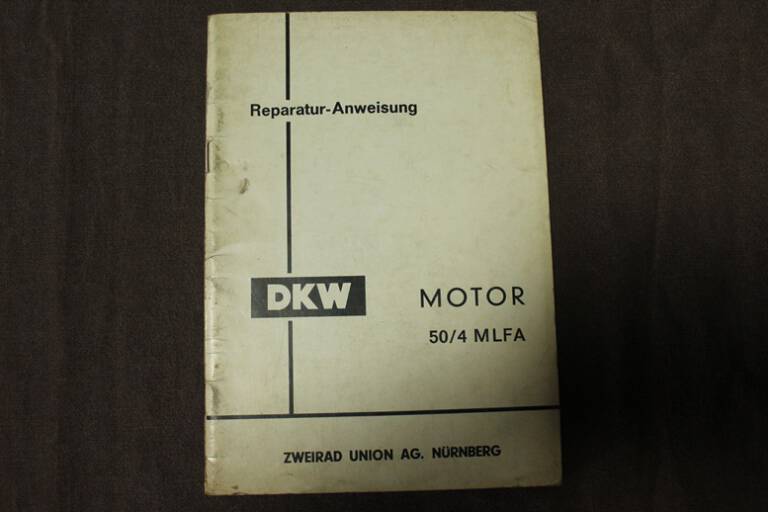 Reparatur-Anweisung
DKW MOTOR
50/4 MLFA
ZWEIRAD UNION AG. NÜRNBERG